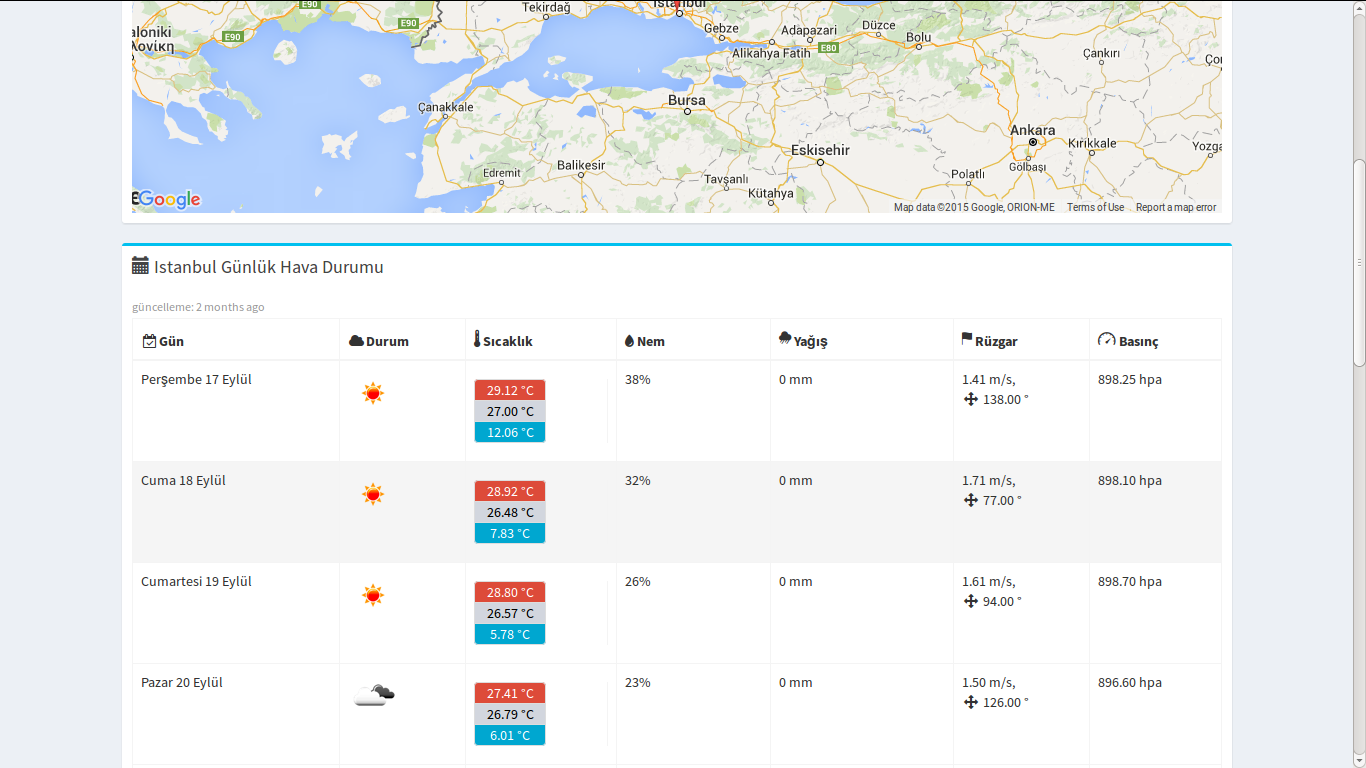 E90
Tekirdağ
Istanbul
E90
aloniki
λονίκη
E90
Gebze
Adapazari
Düzce
Bolu
Alikahya Fatih
E80
Çankırı
Çanakkale
Bursa
Ankara
Kırıkkale
Eskisehir
Gölbaşı
Balikesir
Edremit
Tavşanlı
Polatlı
Kütahya
Google
Map data ©2015 Google, ORION-ME Terms of Use Report a map error
Istanbul Günlük Hava Durumu
güncelleme: 2 months ago
Gün Durum Sıcaklık Nem Yağış Rüzgar Basınç
Perşembe 17 Eylül 38% 0 mm 1.41 m/s, 898.25 hpa
29.12 °C
138.00 °
27.00 °C
12.06 °C
Cuma 18 Eylül 32% 0 mm 1.71 m/s, 898.10 hpa
28.92 °C
77.00 °
26.48 °C
7.83 °C
Cumartesi 19 Eylül 26% 0 mm 1.61 m/s, 898.70 hpa
28.80 °C
94.00 °
26.57 °C
5.78 °C
Pazar 20 Eylül 23% 0 mm 1.50 m/s, 896.60 hpa
27.41 °C
126.00 °
26.79 °C
6.01 °C